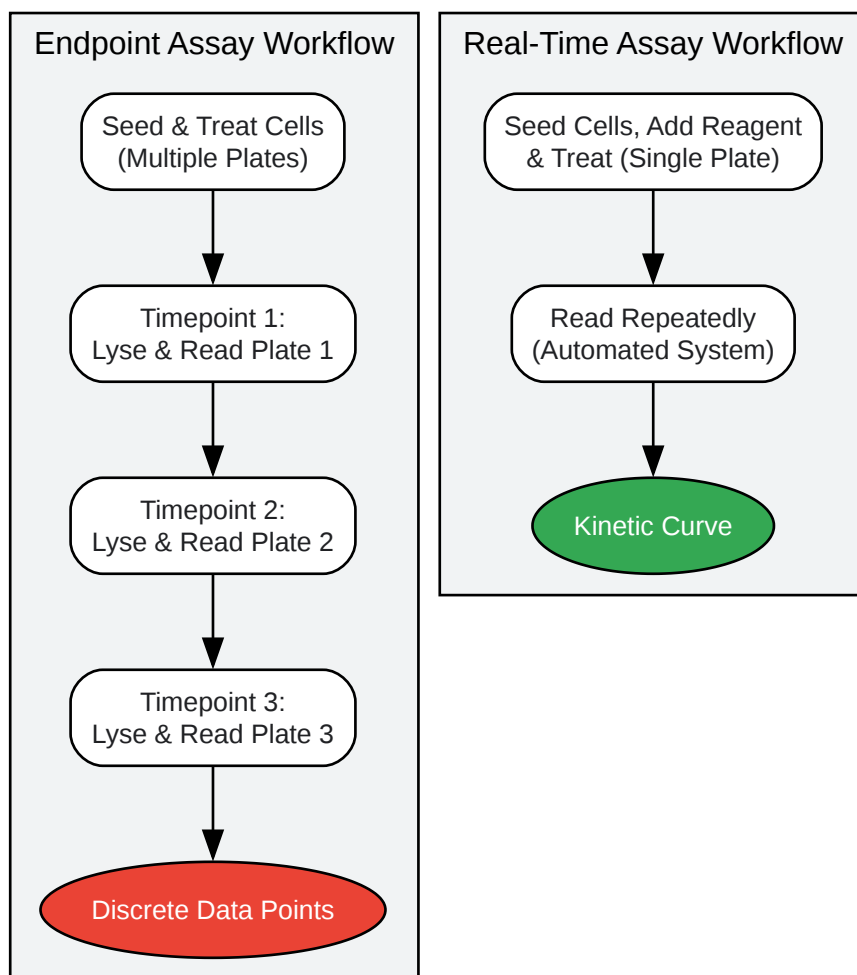 Endpoint Assay Workflow
Seed & Treat Cells
(Multiple Plates)
Timepoint 1:
Lyse & Read Plate 1
Timepoint 2:
Lyse & Read Plate 2
Timepoint 3:
Lyse & Read Plate 3
Discrete Data Points
Real-Time Assay Workflow
Seed Cells, Add Reagent
& Treat (Single Plate)
Read Repeatedly
(Automated System)
Kinetic Curve